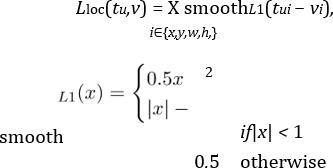 Lloc(tu,v) = X smoothL1(tui − vi),
i∈{x,y,w,h,}
L1(x) = { 0.5x 2
|x| −
smooth if|x| < 1
0.5 otherwise